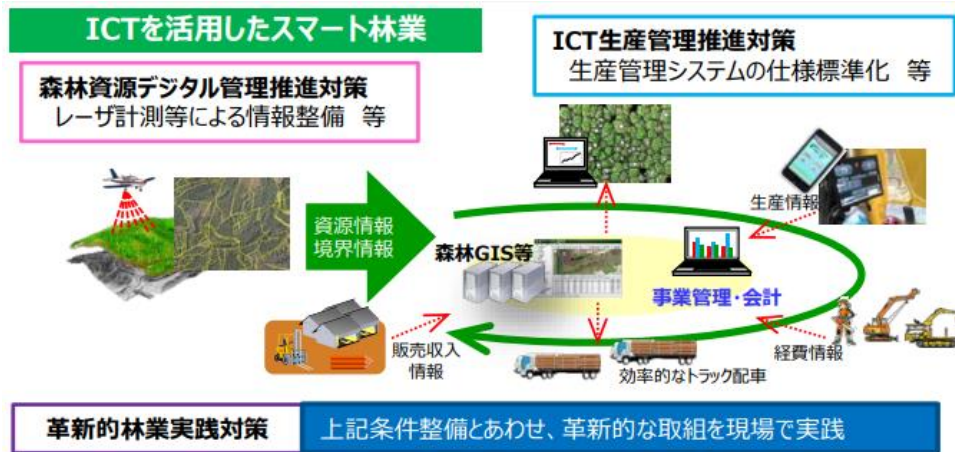 ICTを活用したスマート林業
森林資源デジタル管理推進対策
レーザ計測等による情報整備　等
ICT生産管理推進対策
生産管理システムの仕様標準化　等
資源情報
境界情報
森林GIS等
生産情報
事業管理・会計
販売収入
情報
効率的なトラック配車
経費情報
革新的林業実践対策
上記条件整備とあわせ、革新的な取組を現場で実践